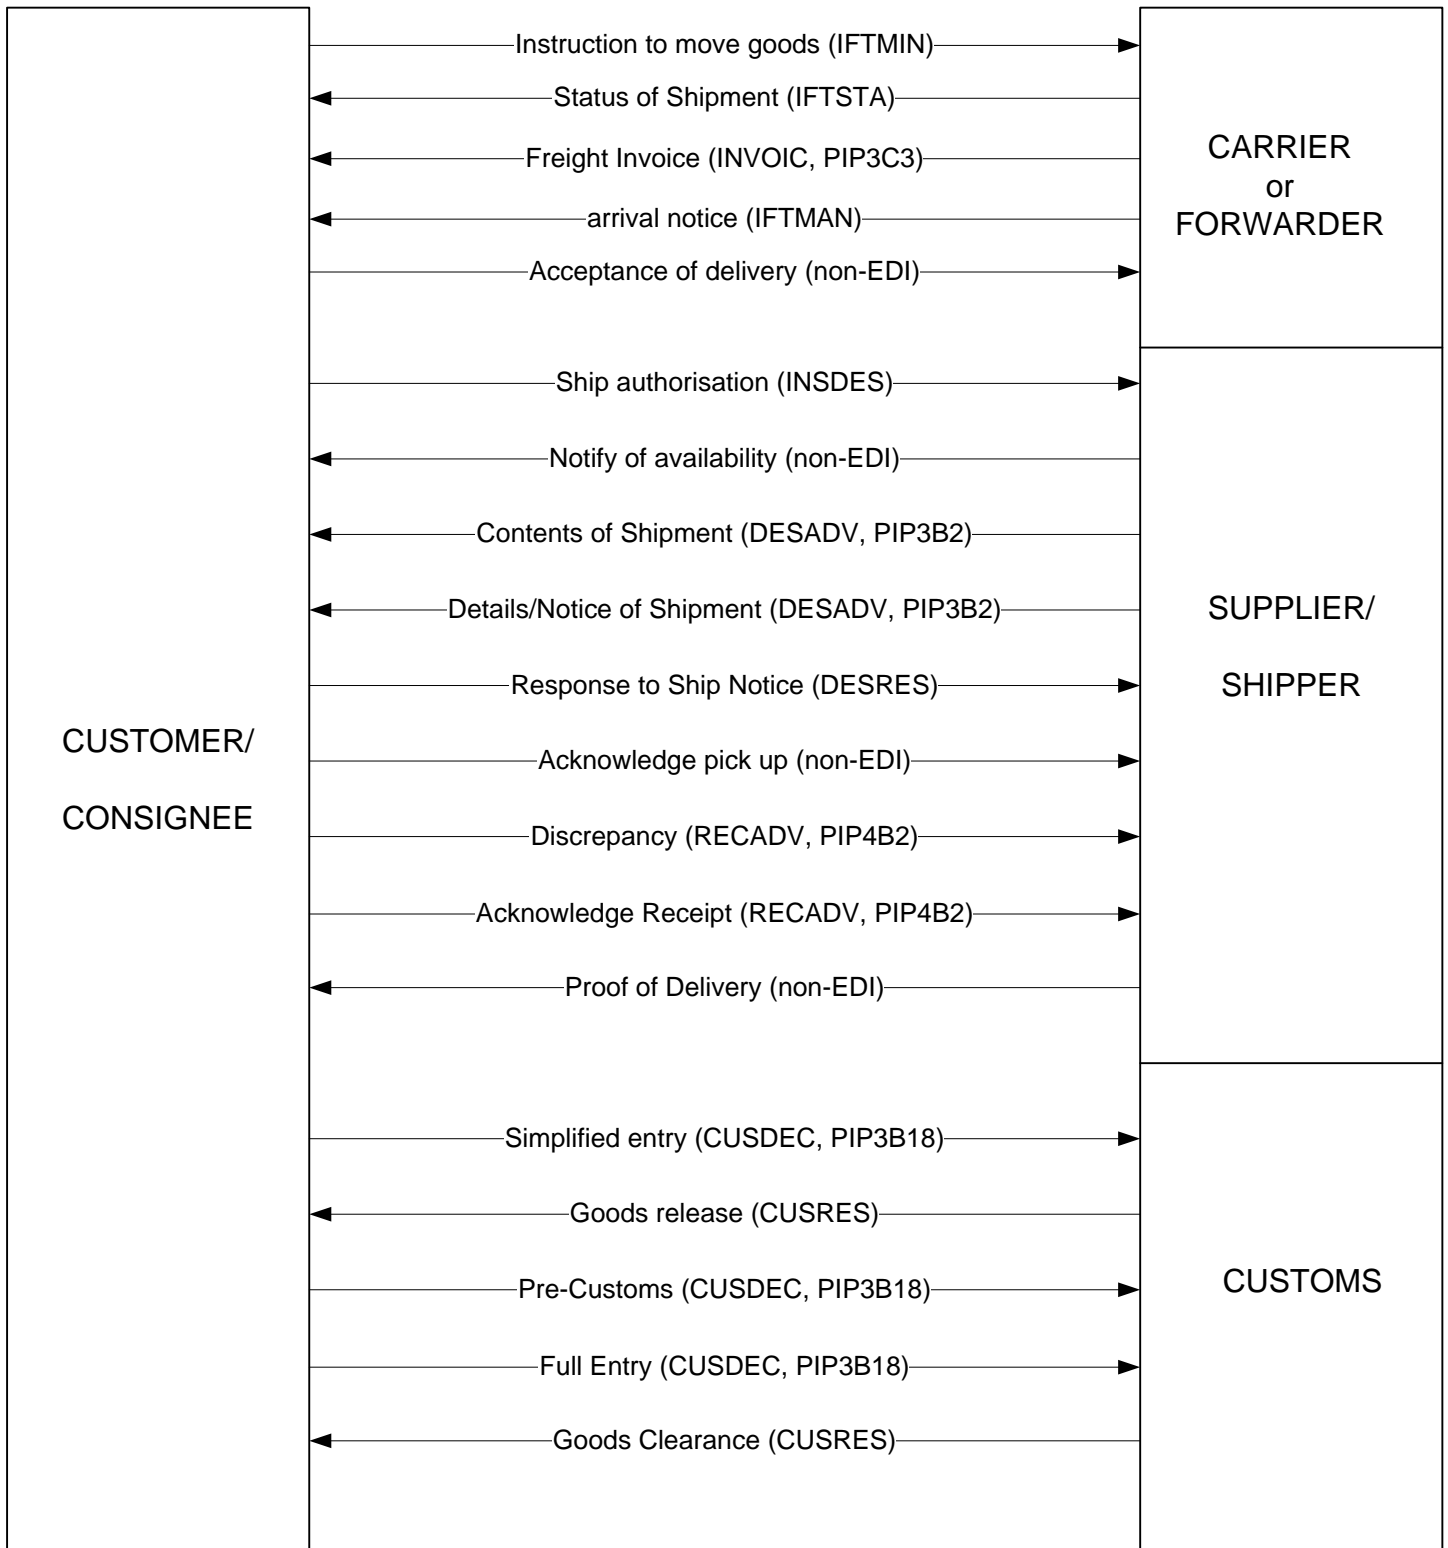 Instruction to move goods (IFTMIN)
Status of Shipment (IFTSTA)
Freight Invoice (INVOIC, PIP3C3)
arrival notice (IFTMAN)
Acceptance of delivery (non-EDI)
CARRIER
or
FORWARDER
Ship authorisation (INSDES)
Notify of availability (non-EDI)
Contents of Shipment (DESADV, PIP3B2)
Details/Notice of Shipment (DESADV, PIP3B2)
Response to Ship Notice (DESRES)
Acknowledge pick up (non-EDI)
Discrepancy (RECADV, PIP4B2)
Acknowledge Receipt (RECADV, PIP4B2)
Proof of Delivery (non-EDI)
SUPPLIER/
SHIPPER
CUSTOMER/
CONSIGNEE
Simplified entry (CUSDEC, PIP3B18)
Goods release (CUSRES)
Pre-Customs (CUSDEC, PIP3B18)
Full Entry (CUSDEC, PIP3B18)
Goods Clearance (CUSRES)
CUSTOMS